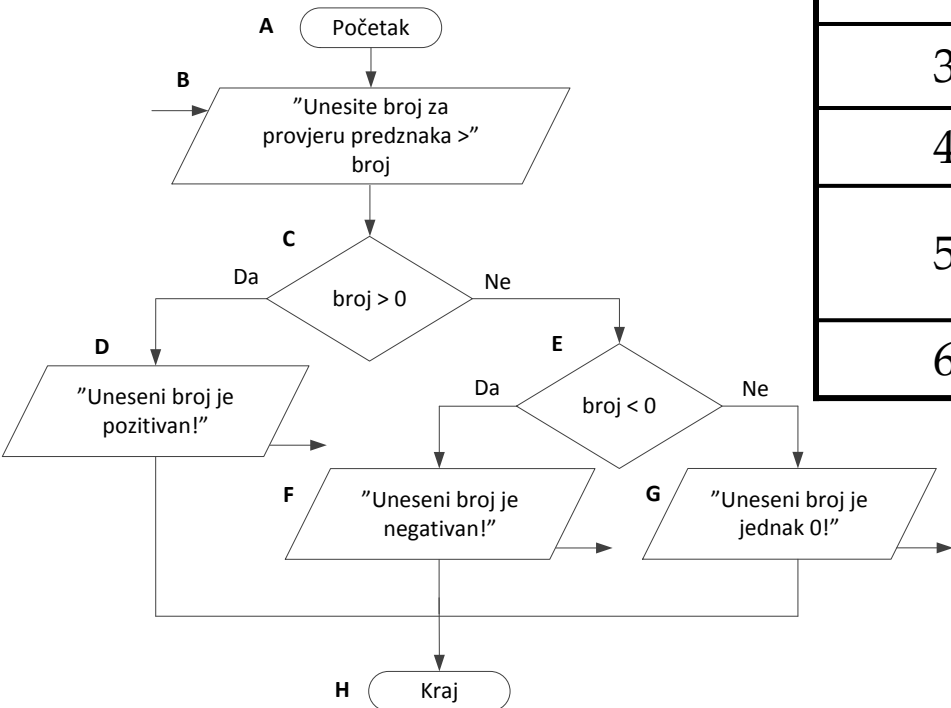 A
Početak
B
”Unesite broj za
provjeru predznaka >”
broj
C
Da
broj > 0
Ne
D
”Uneseni broj je
pozitivan!”
E
Da
broj < 0
Ne
F
”Uneseni broj je
negativan!”
G
”Uneseni broj je
jednak 0!”
H
Kraj
3
4
5
6